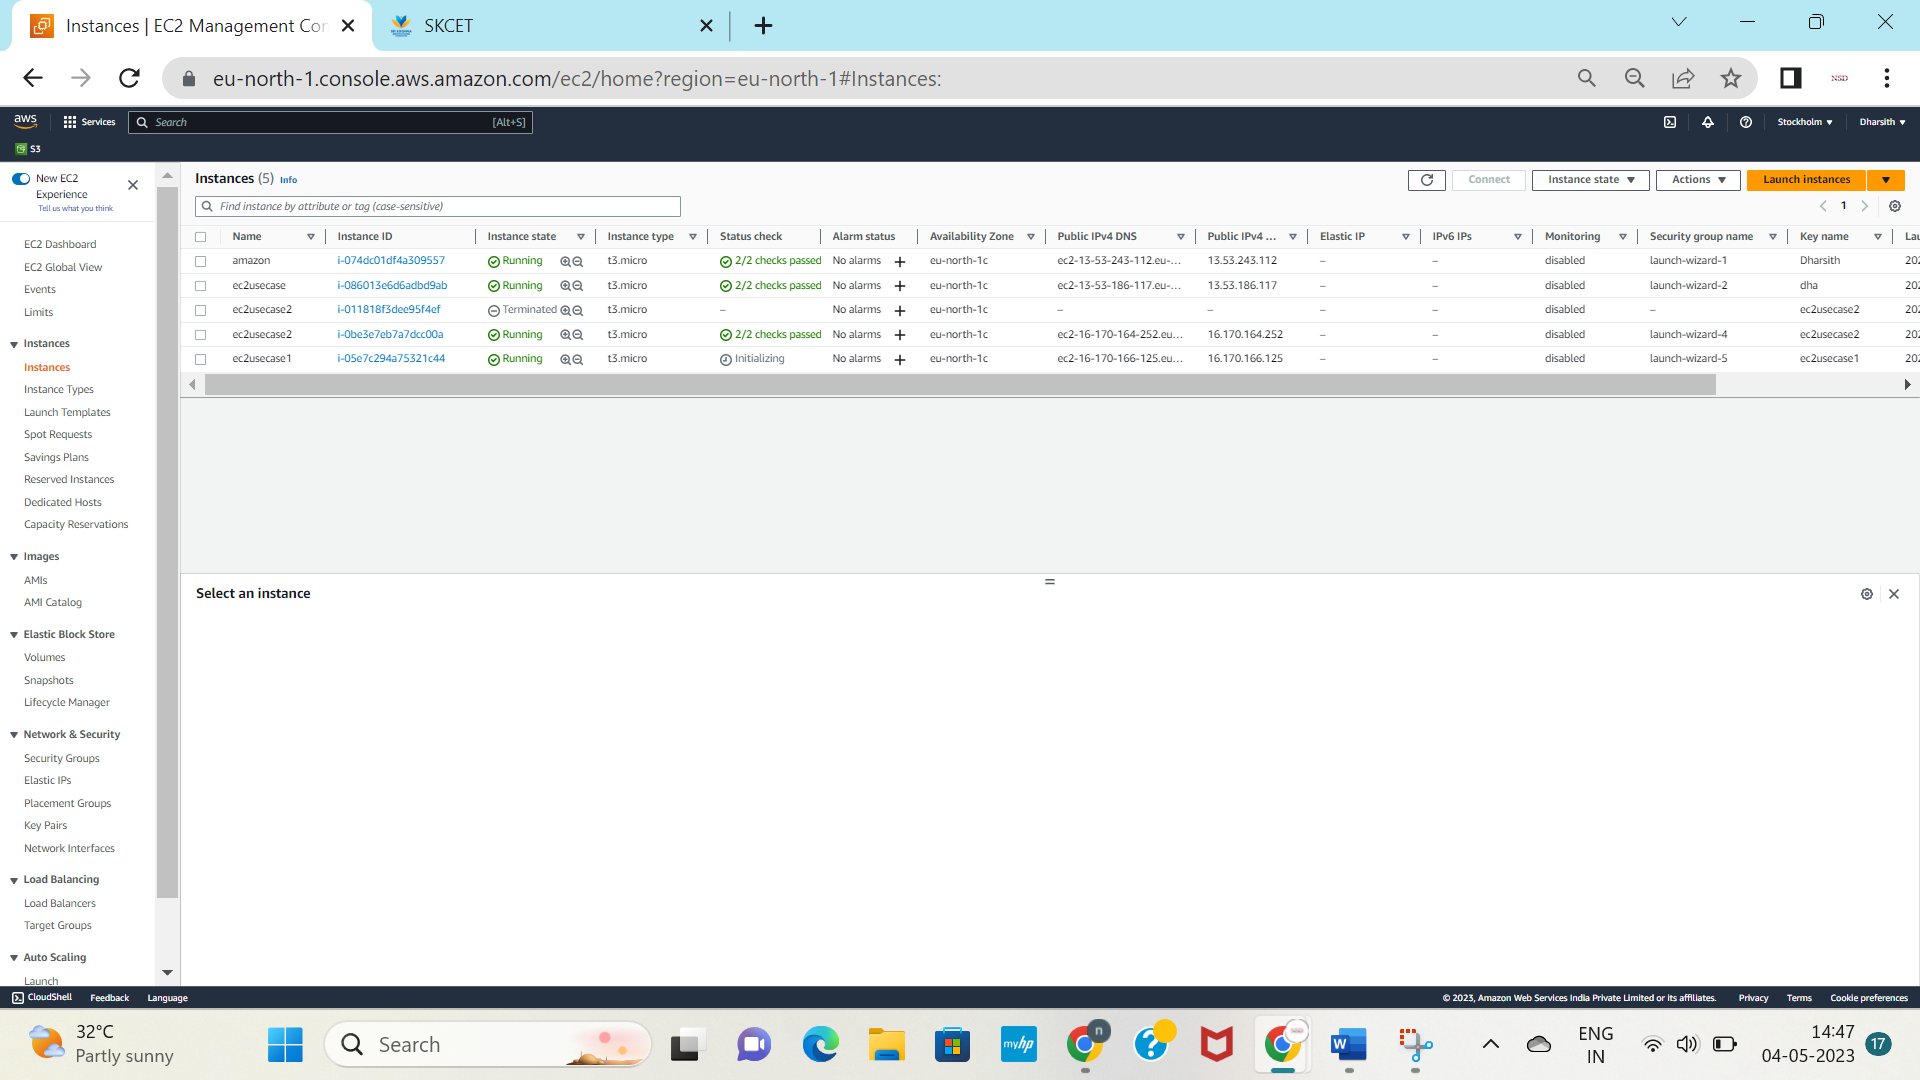 Instances | EC2 Management Con
SKCET
eu-north-1.console.aws.amazon.com/ec2/home?region=eu-north-1#Instances:
NSD
aws Services Search [Alt+S] Stockholm Dharsith
S3
New EC2
Experience
Tell us what you think
EC2 Dashboard
EC2 Global View
Events
Limits
Instances
Instances
Instance Types
Launch Templates
Spot Requests
Savings Plans
Reserved Instances
Dedicated Hosts
Capacity Reservations
Images
AMIs
AMI Catalog
Elastic Block Store
Volumes
Snapshots
Lifecycle Manager
Network & Security
Security Groups
Elastic IPs
Placement Groups
Key Pairs
Network Interfaces
Load Balancing
Load Balancers
Target Groups
Auto Scaling
Launch
Instances (5) Info Connect Instance state Actions Launch instances
Find instance by attribute or tag (case-sensitive) 1
Name Instance ID Instance state Instance type Status check Alarm status Availability Zone Public IPv4 DNS Public IPv4 ... Elastic IP IPv6 IPs Monitoring Security group name Key name Lau
amazon i-074dc01df4a309557 Running t3.micro 2/2 checks passed No alarms + eu-north-1c ec2-13-53-243-112.eu-... 13.53.243.112 – – disabled launch-wizard-1 Dharsith 202
ec2usecase i-086013e6d6adbd9ab Running t3.micro 2/2 checks passed No alarms + eu-north-1c ec2-13-53-186-117.eu-... 13.53.186.117 – – disabled launch-wizard-2 dha 202
ec2usecase2 i-011818f3dee95f4ef Terminated t3.micro – No alarms + eu-north-1c – – – – disabled – ec2usecase2 202
ec2usecase2 i-0be3e7eb7a7dcc00a Running t3.micro 2/2 checks passed No alarms + eu-north-1c ec2-16-170-164-252.eu... 16.170.164.252 – – disabled launch-wizard-4 ec2usecase2 202
ec2usecase1 i-05e7c294a75321c44 Running t3.micro Initializing No alarms + eu-north-1c ec2-16-170-166-125.eu... 16.170.166.125 – – disabled launch-wizard-5 ec2usecase1 202
Select an instance
CloudShell Feedback Language © 2023, Amazon Web Services India Private Limited or its affiliates. Privacy Terms Cookie preferences
32°C
Partly sunny
Search
myhp
n
W
ENG
IN
14:47
04-05-2023
17